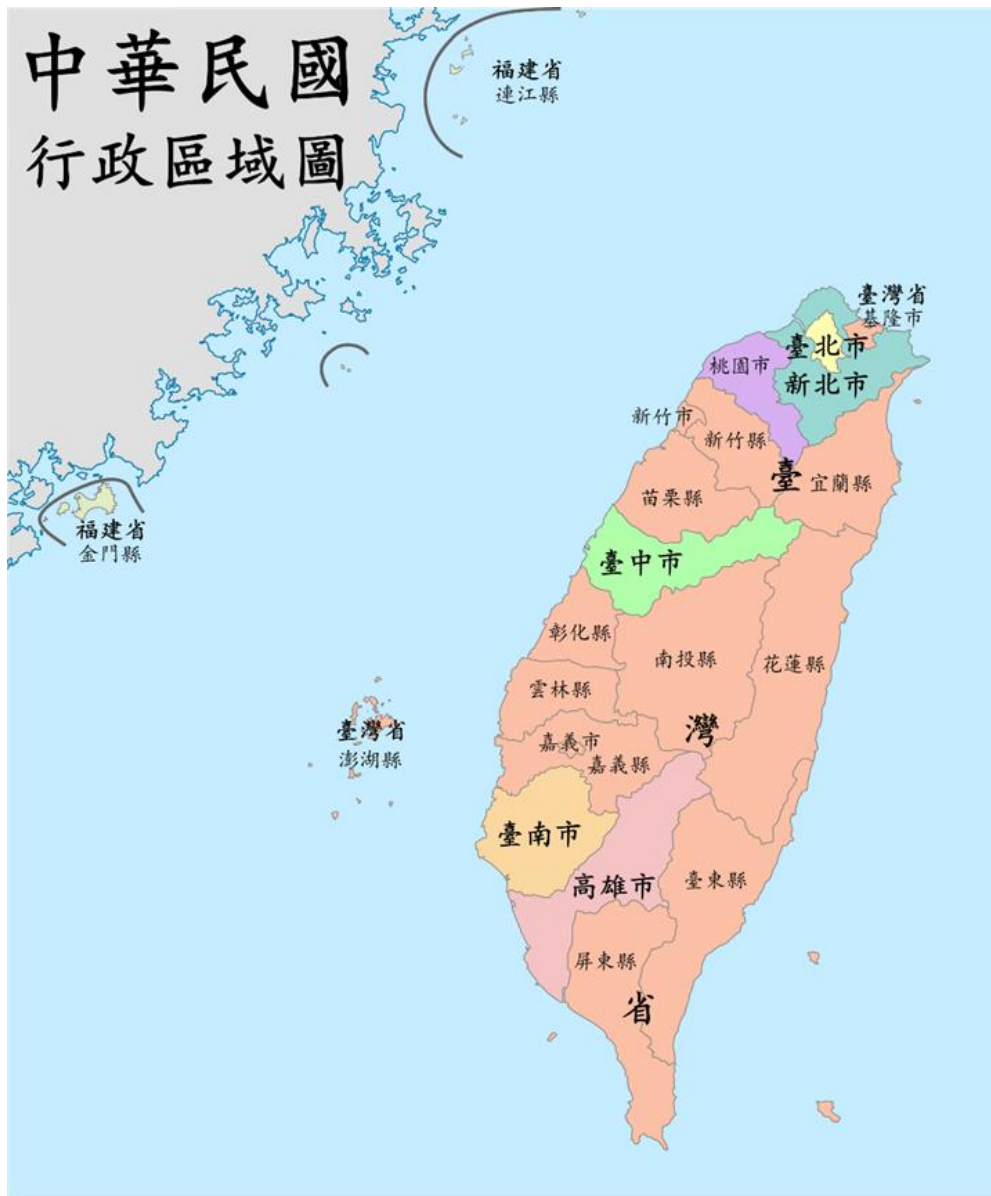 中華民國
行政區域圖
福建省
連江縣
臺灣省
基隆市
臺北市
桃園市
新北市
新竹市
新竹縣
臺
宜蘭縣
苗栗縣
福建省
金門縣
臺中市
彰化縣
南投縣
花蓮縣
雲林縣
臺灣省
澎湖縣
灣
嘉義市
嘉義縣
臺南市
高雄市
臺東縣
屏東縣
省